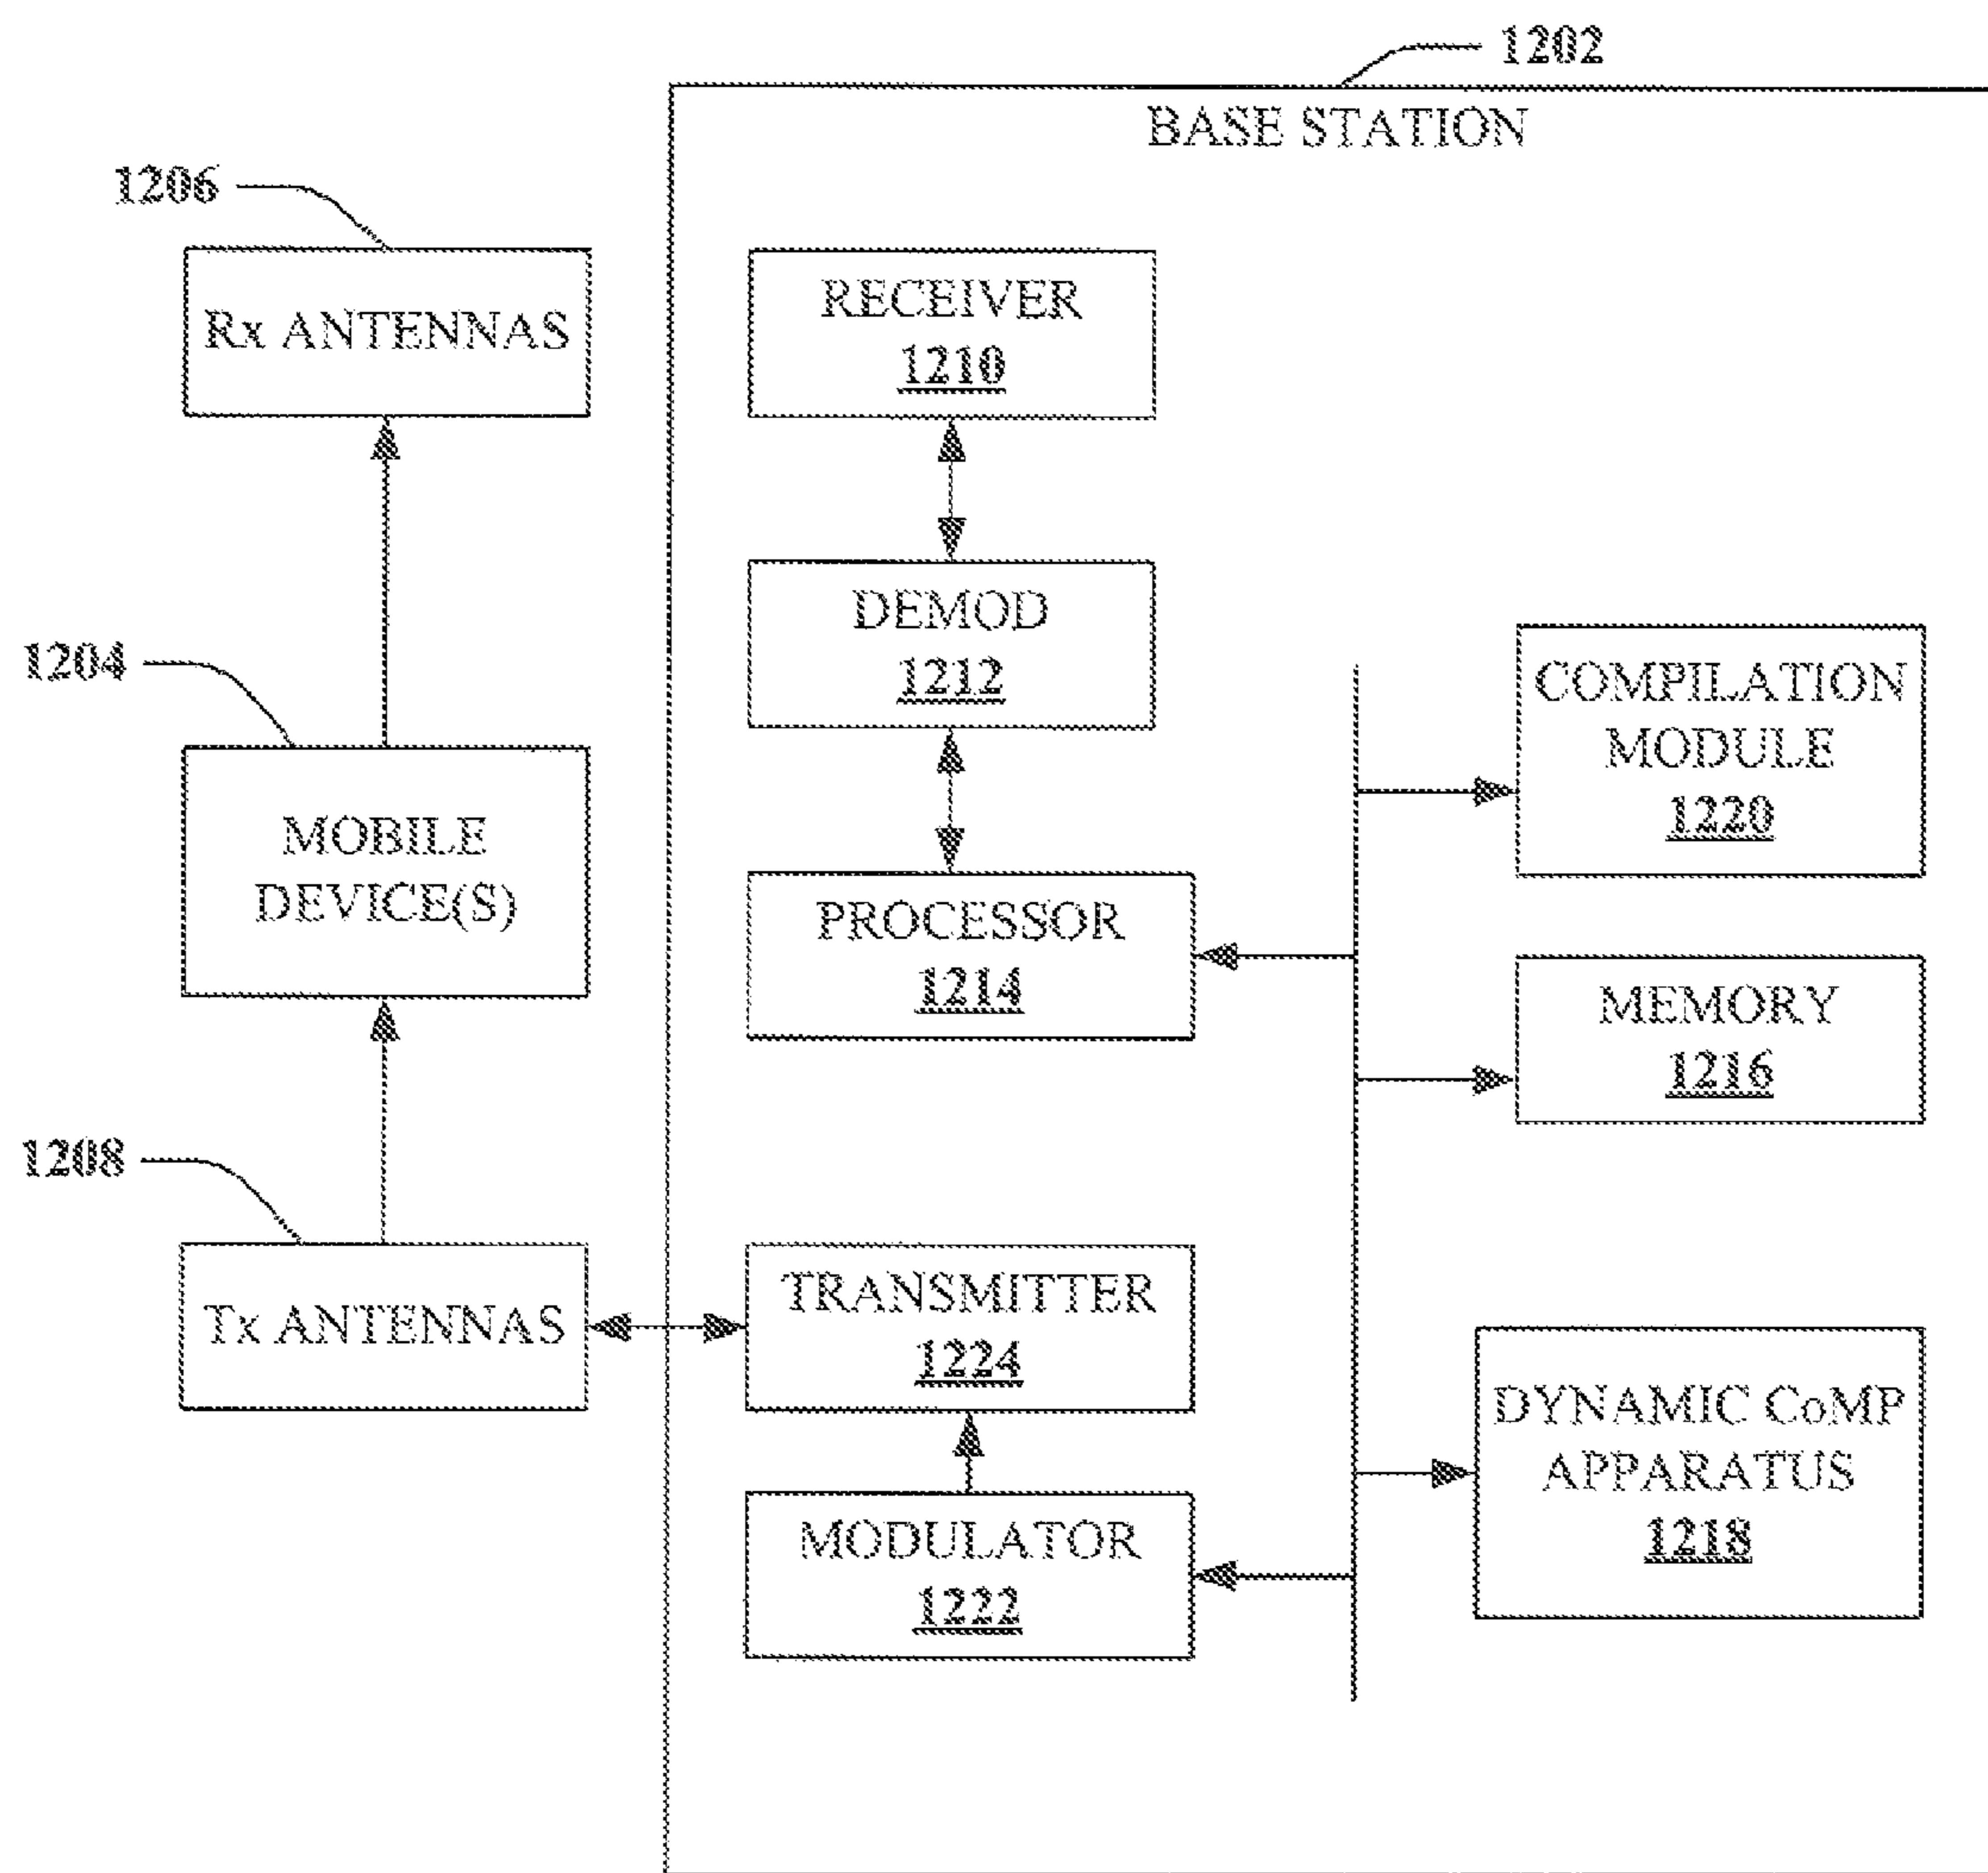 1202
BASE STATION
1206
Rx ANTENNAS
RECEIVER
1210
DEMOD
1212
1204
MOBILE
DEVICE(S)
COMPILATION
MODULE
1220
PROCESSOR
1214
MEMORY
1216
1208
Tx ANTENNAS
TRANSMITTER
1224
DYNAMIC CoMP
APPARATUS
1218
MODULATOR
1222